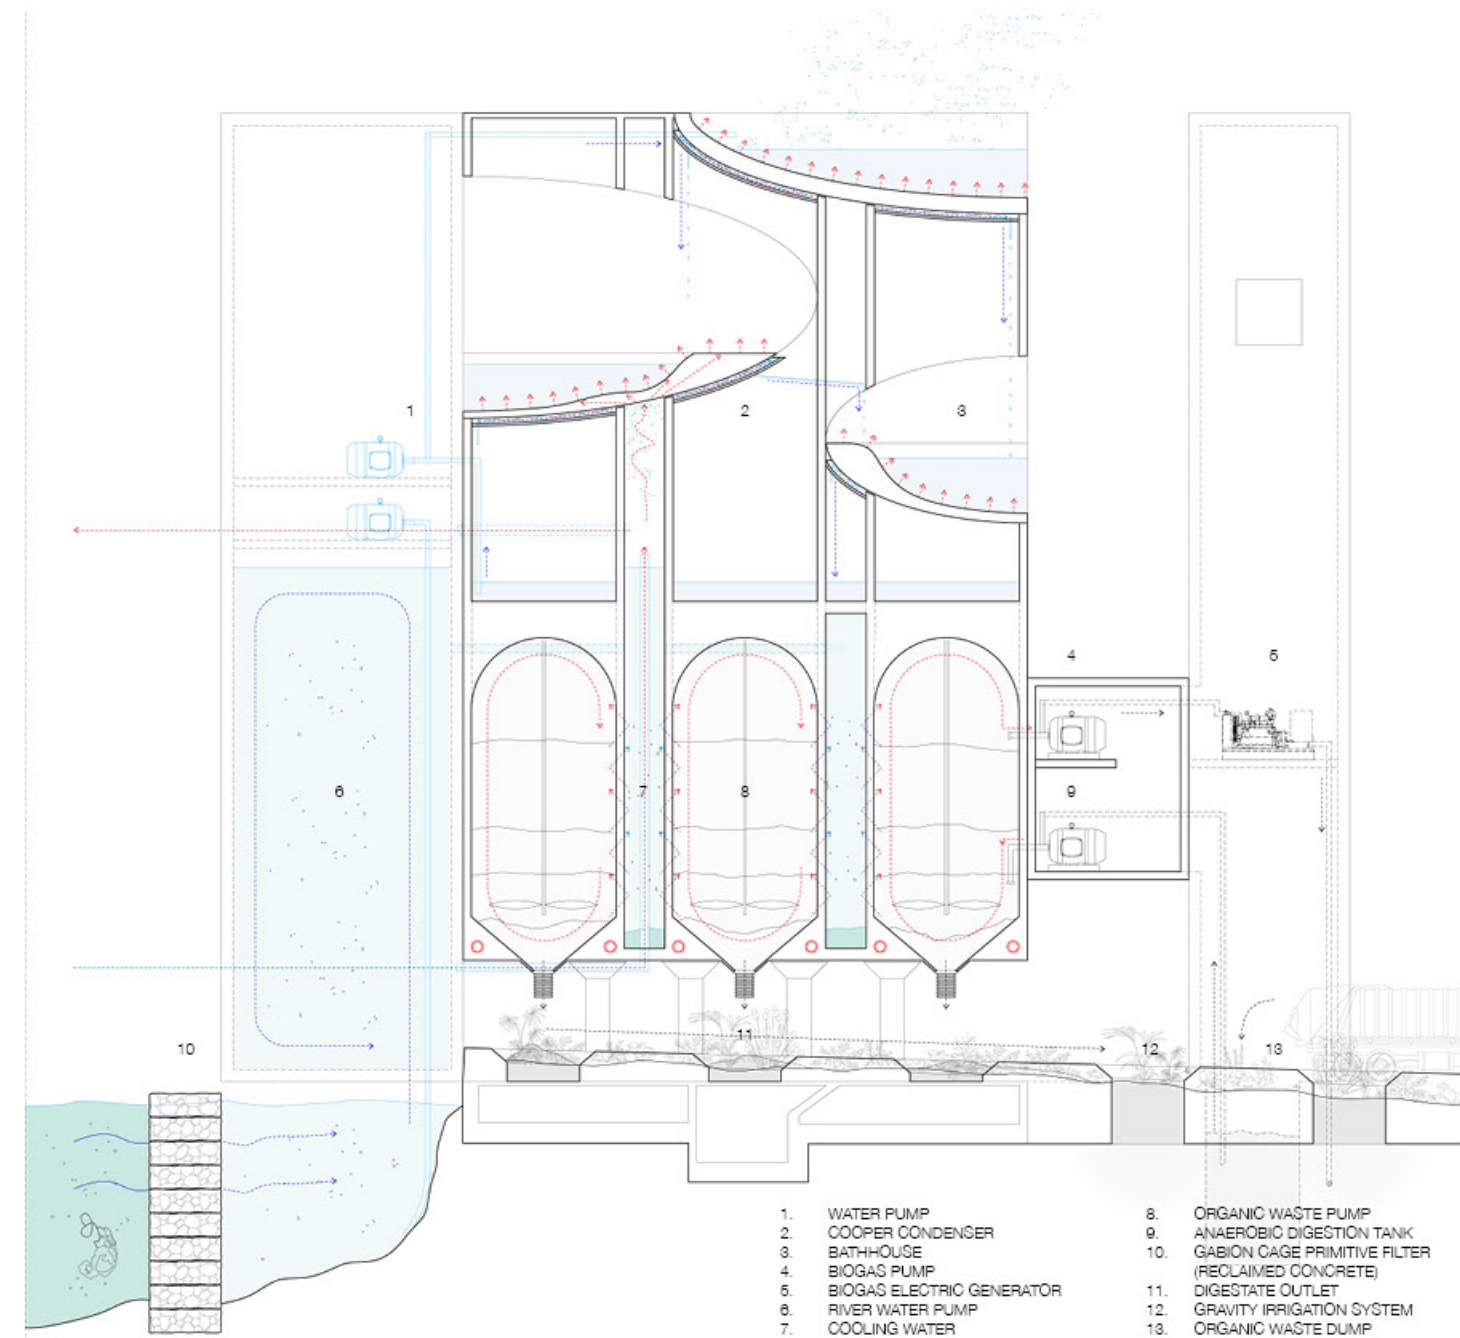 1
2
3
4
5
6
7
8
9
10
11
12
13
1. WATER PUMP
2. COOPER CONDENSER
3. BATHHOUSE
4. BIOGAS PUMP
5. BIOGAS ELECTRIC GENERATOR
6. RIVER WATER PUMP
7. COOLING WATER
8. ORGANIC WASTE PUMP
9. ANAEROBIC DIGESTION TANK
10. GABION CAGE PRIMITIVE FILTER
(RECLAIMED CONCRETE)
11. DIGESTATE OUTLET
12. GRAVITY IRRIGATION SYSTEM
13. ORGANIC WASTE DUMP